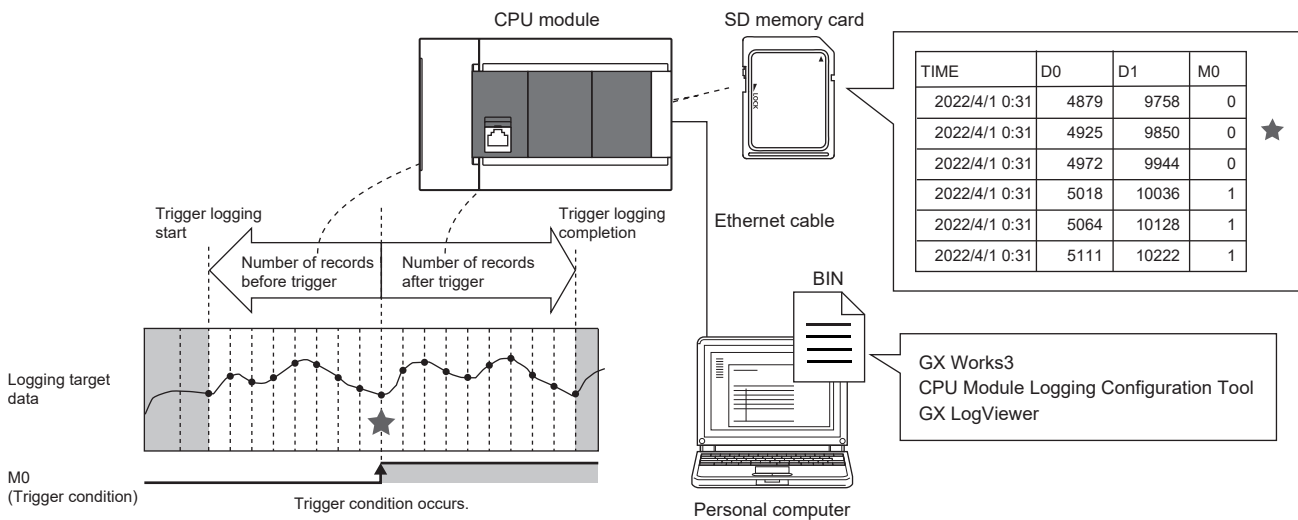 CPU module
SD memory card
TIME D0 D1 M0
2022/4/1 0:31 4879 9758 0
2022/4/1 0:31 4925 9850 0
2022/4/1 0:31 4972 9944 0
2022/4/1 0:31 5018 10036 1
2022/4/1 0:31 5064 10128 1
2022/4/1 0:31 5111 10222 1
LOCK
Trigger logging
start
Trigger logging
completion
Ethernet cable
Number of records
before trigger
Number of records
after trigger
BIN
GX Works3
CPU Module Logging Configuration Tool
GX LogViewer
Logging target
data
M0
(Trigger condition)
Trigger condition occurs.
Personal computer